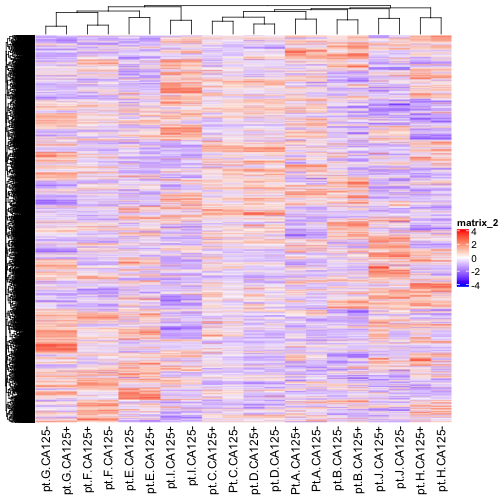 matrix_2
4
2
0
-2
-4
pt.G.CA125-
pt.G.CA125+
pt.F.CA125+
pt.F.CA125-
pt.E.CA125-
pt.E.CA125+
pt.I.CA125+
pt.I.CA125-
pt.C.CA125+
Pt.C.CA125-
pt.D.CA125+
pt.D.CA125-
Pt.A.CA125+
pt.A.CA125-
pt.B.CA125-
pt.B.CA125+
pt.J.CA125+
pt.J.CA125-
pt.H.CA125+
pt.H.CA125-